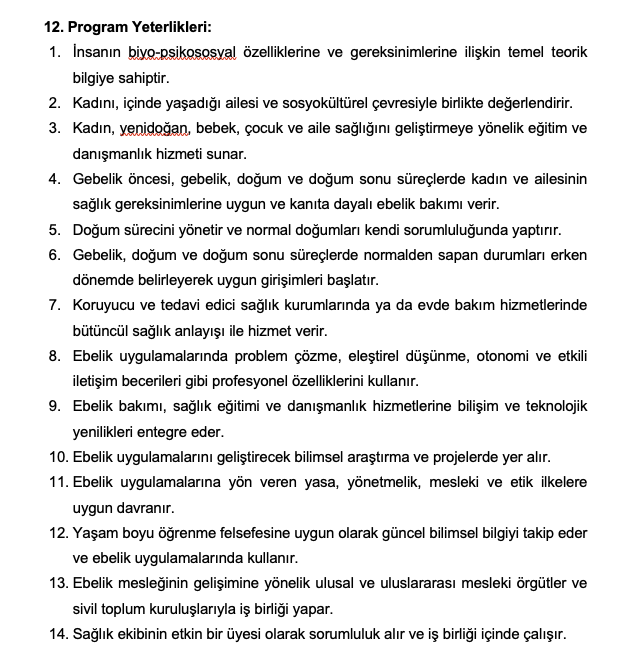 12. Program Yeterlikleri:
1. İnsanın biyo-psikososyal özelliklerine ve gereksinimlerine ilişkin temel teorik
bilgiye sahiptir.
2. Kadını, içinde yaşadığı ailesi ve sosyokültürel çevresiyle birlikte değerlendirir.
3. Kadın, yenidoğan, bebek, çocuk ve aile sağlığını geliştirmeye yönelik eğitim ve
danışmanlık hizmeti sunar.
4. Gebelik öncesi, gebelik, doğum ve doğum sonu süreçlerde kadın ve ailesinin
sağlık gereksinimlerine uygun ve kanıta dayalı ebelik bakımı verir.
5. Doğum sürecini yönetir ve normal doğumları kendi sorumluluğunda yaptırır.
6. Gebelik, doğum ve doğum sonu süreçlerde normalden sapan durumları erken
dönemde belirleyerek uygun girişimleri başlatır.
7. Koruyucu ve tedavi edici sağlık kurumlarında ya da evde bakım hizmetlerinde
bütüncül sağlık anlayışı ile hizmet verir.
8. Ebelik uygulamalarında problem çözme, eleştirel düşünme, otonomi ve etkili
iletişim becerileri gibi profesyonel özelliklerini kullanır.
9. Ebelik bakımı, sağlık eğitimi ve danışmanlık hizmetlerine bilişim ve teknolojik
yenilikleri entegre eder.
10. Ebelik uygulamalarını geliştirecek bilimsel araştırma ve projelerde yer alır.
11. Ebelik uygulamalarına yön veren yasa, yönetmelik, mesleki ve etik ilkelere
uygun davranır.
12. Yaşam boyu öğrenme felsefesine uygun olarak güncel bilimsel bilgiyi takip eder
ve ebelik uygulamalarında kullanır.
13. Ebelik mesleğinin gelişimine yönelik ulusal ve uluslararası mesleki örgütler ve
sivil toplum kuruluşlarıyla iş birliği yapar.
14. Sağlık ekibinin etkin bir üyesi olarak sorumluluk alır ve iş birliği içinde çalışır.